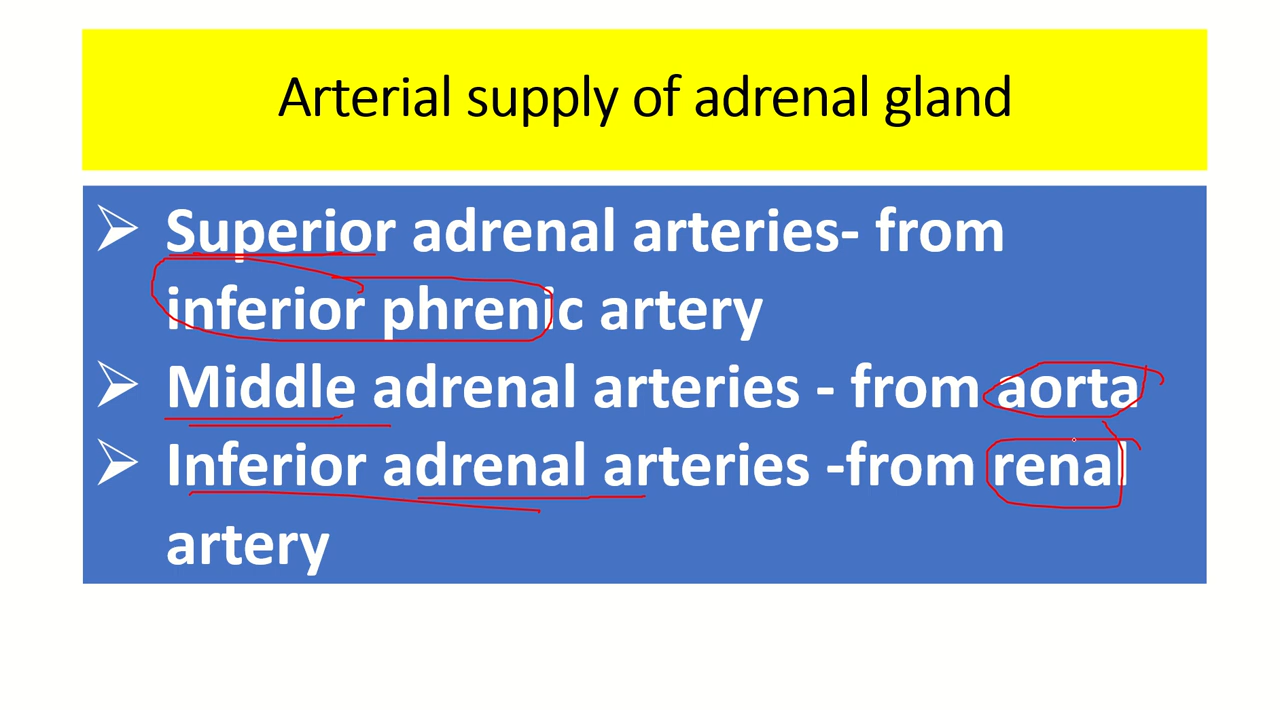 Arterial supply of adrenal gland
Superior adrenal arteries- from
inferior phrenic artery
Middle adrenal arteries - from aorta
Inferior adrenal arteries -from renal
artery